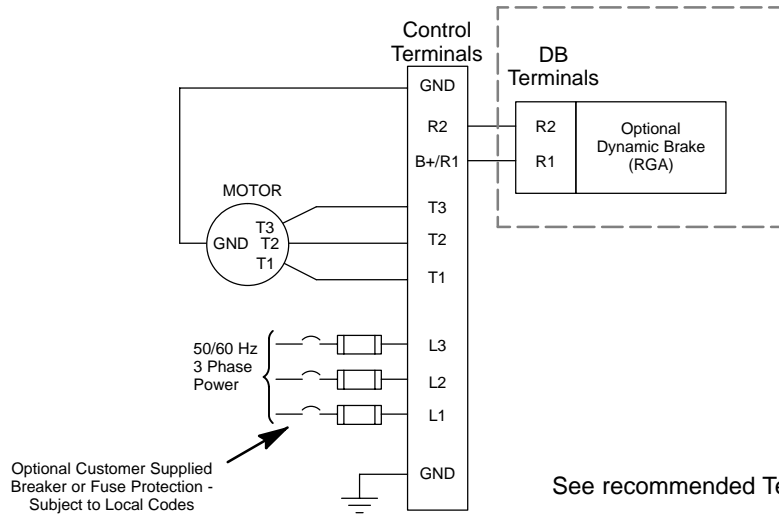 Control
Terminals
DB
Terminals
GND
R2
B+/R1
T3
T2
T1
L3
L2
L1
GND
R2
R1
Optional
Dynamic Brake
(RGA)
MOTOR
GND
T3
T2
T1
50/60 Hz
3 Phase
Power
Optional Customer Supplied
Breaker or Fuse Protection -
Subject to Local Codes
See recommended